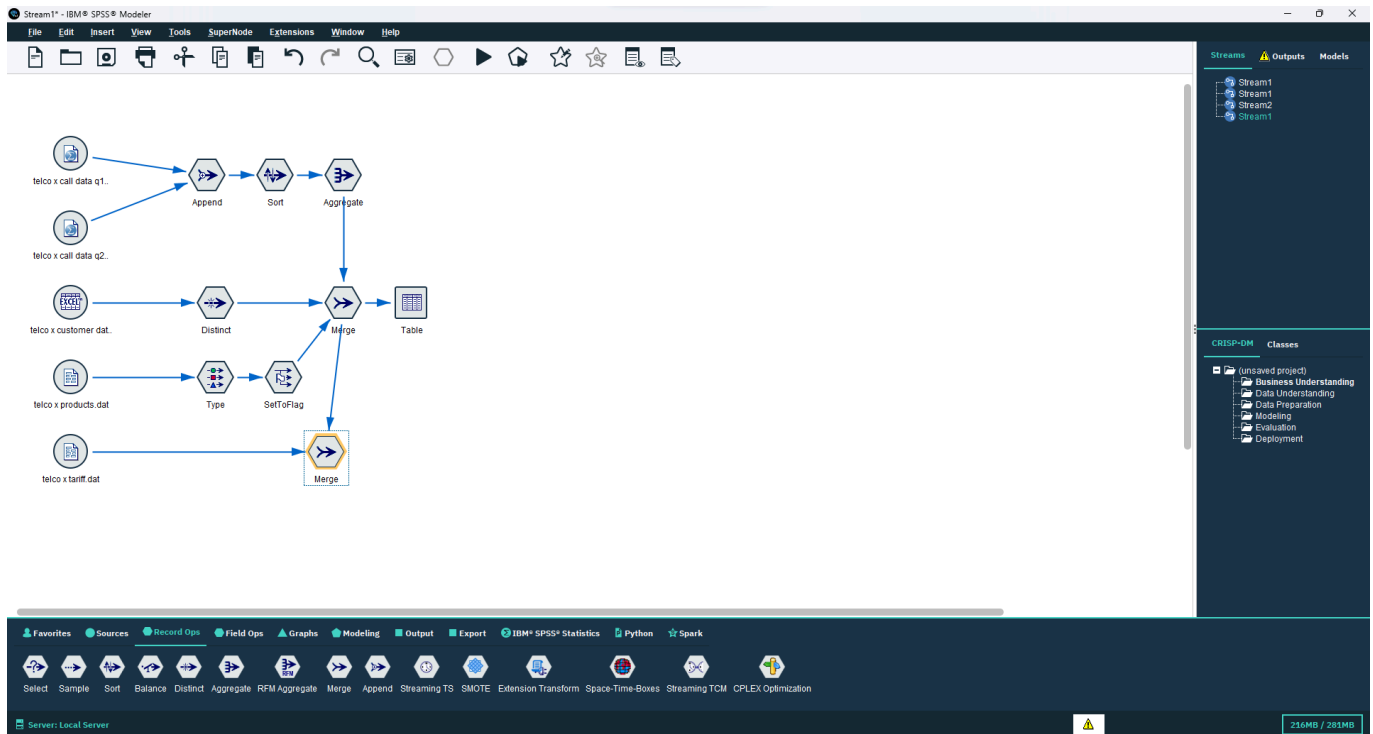 Stream1* - IBM® SPSS® Modeler
File Edit Insert View Tools SuperNode Extensions Window Help
Streams Outputs Models
Stream1
Stream1
Stream2
Stream1
telco x call data q1..
Append Sort Aggregate
telco x call data q2..
EXCEL
telco x customer dat.. Distinct Merge Table
telco x products.dat Type SetToFlag
telco x tariff.dat Merge
CRISP-DM Classes
(unsaved project)
Business Understanding
Data Understanding
Data Preparation
Modeling
Evaluation
Deployment
Favorites Sources Record Ops Field Ops Graphs Modeling Output Export IBM® SPSS® Statistics Python Spark
RFM
Select Sample Sort Balance Distinct Aggregate RFM Aggregate Merge Append Streaming TS SMOTE Extension Transform Space-Time-Boxes Streaming TCM CPLEX Optimization
Server: Local Server 216MB / 281MB